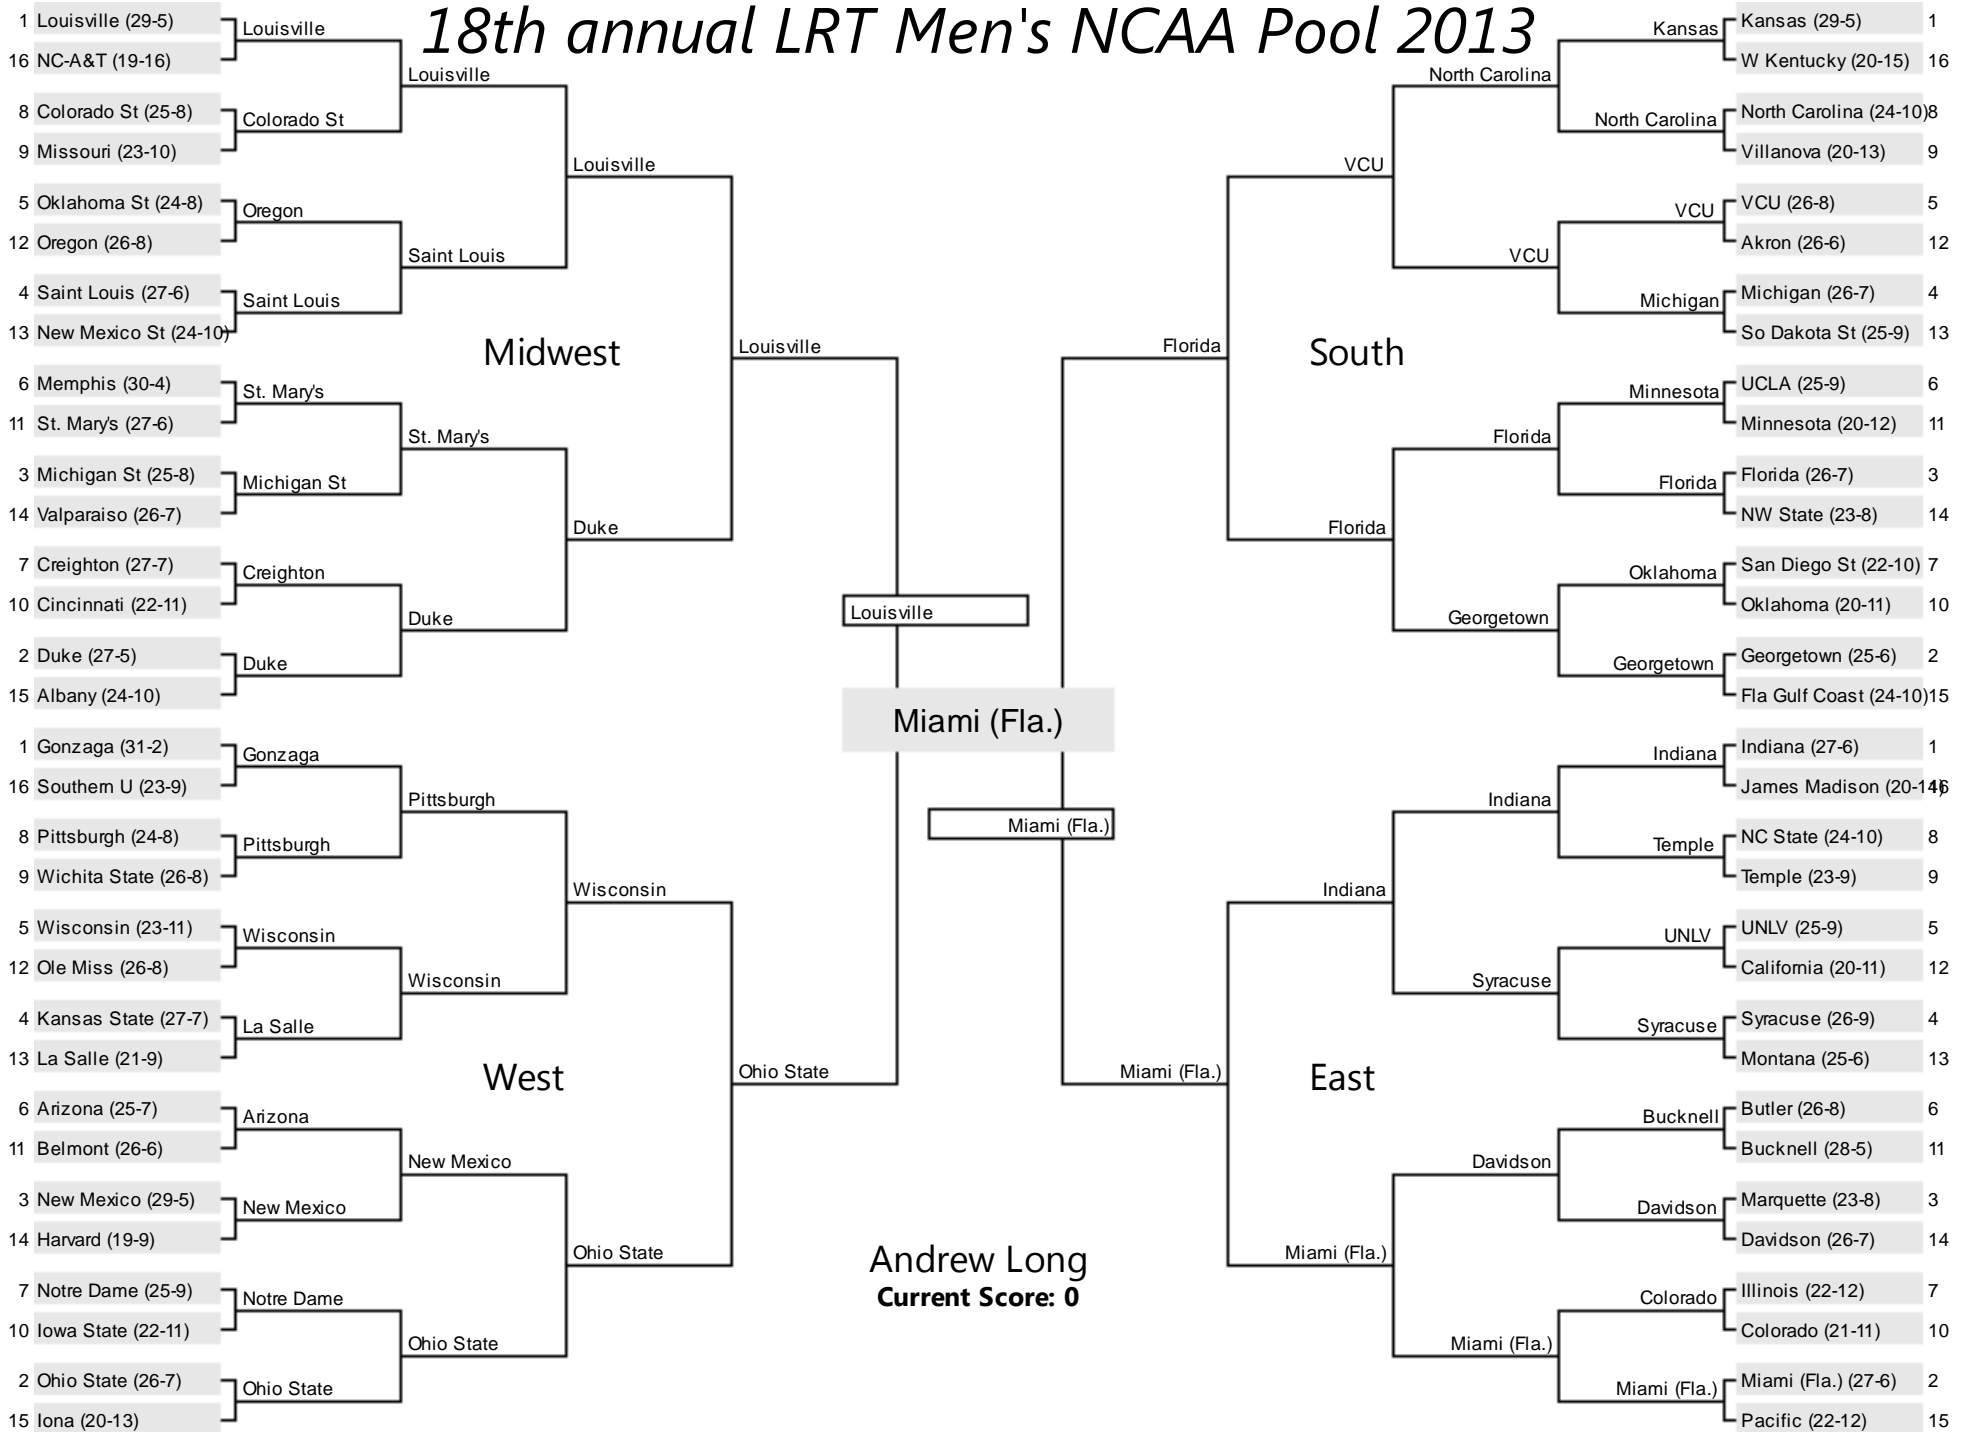 18th annual LRT Men's NCAA Pool 2013
1 Louisville (29-5)
16 NC-A&T (19-16)
8 Colorado St (25-8)
9 Missouri (23-10)
5 Oklahoma St (24-8)
12 Oregon (26-8)
4 Saint Louis (27-6)
13 New Mexico St (24-10)
6 Memphis (30-4)
11 St. Mary's (27-6)
3 Michigan St (25-8)
14 Valparaiso (26-7)
7 Creighton (27-7)
10 Cincinnati (22-11)
2 Duke (27-5)
15 Albany (24-10)
Louisville
Colorado St
Oregon
Saint Louis
St. Mary's
Michigan St
Creighton
Duke
Louisville
Saint Louis
St. Mary's
Duke
Louisville
Duke
Midwest
Louisville
1 Gonzaga (31-2)
16 Southern U (23-9)
8 Pittsburgh (24-8)
9 Wichita State (26-8)
5 Wisconsin (23-11)
12 Ole Miss (26-8)
4 Kansas State (27-7)
13 La Salle (21-9)
6 Arizona (25-7)
11 Belmont (26-6)
3 New Mexico (29-5)
14 Harvard (19-9)
7 Notre Dame (25-9)
10 Iowa State (22-11)
2 Ohio State (26-7)
15 Iona (20-13)
Gonzaga
Pittsburgh
Wisconsin
La Salle
Arizona
New Mexico
Notre Dame
Ohio State
Pittsburgh
Wisconsin
New Mexico
Ohio State
Wisconsin
Ohio State
West
Ohio State
Louisville
Miami (Fla.)
Miami (Fla.)
Andrew Long
Current Score: 0
Kansas (29-5) 1
W Kentucky (20-15) 16
North Carolina (24-10) 8
Villanova (20-13) 9
VCU (26-8) 5
Akron (26-6) 12
Michigan (26-7) 4
So Dakota St (25-9) 13
UCLA (25-9) 6
Minnesota (20-12) 11
Florida (26-7) 3
NW State (23-8) 14
San Diego St (22-10) 7
Oklahoma (20-11) 10
Georgetown (25-6) 2
Fla Gulf Coast (24-10) 15
Kansas
North Carolina
VCU
Michigan
Minnesota
Florida
Oklahoma
Georgetown
North Carolina
VCU
Florida
Georgetown
VCU
Florida
South
Florida
Indiana (27-6) 1
James Madison (20-14) 16
NC State (24-10) 8
Temple (23-9) 9
UNLV (25-9) 5
California (20-11) 12
Syracuse (26-9) 4
Montana (25-6) 13
Butler (26-8) 6
Bucknell (28-5) 11
Marquette (23-8) 3
Davidson (26-7) 14
Illinois (22-12) 7
Colorado (21-11) 10
Miami (Fla.) (27-6) 2
Pacific (22-12) 15
Indiana
Temple
UNLV
Syracuse
Bucknell
Davidson
Colorado
Miami (Fla.)
Indiana
Syracuse
Davidson
Miami (Fla.)
Indiana
Miami (Fla.)
East
Miami (Fla.)